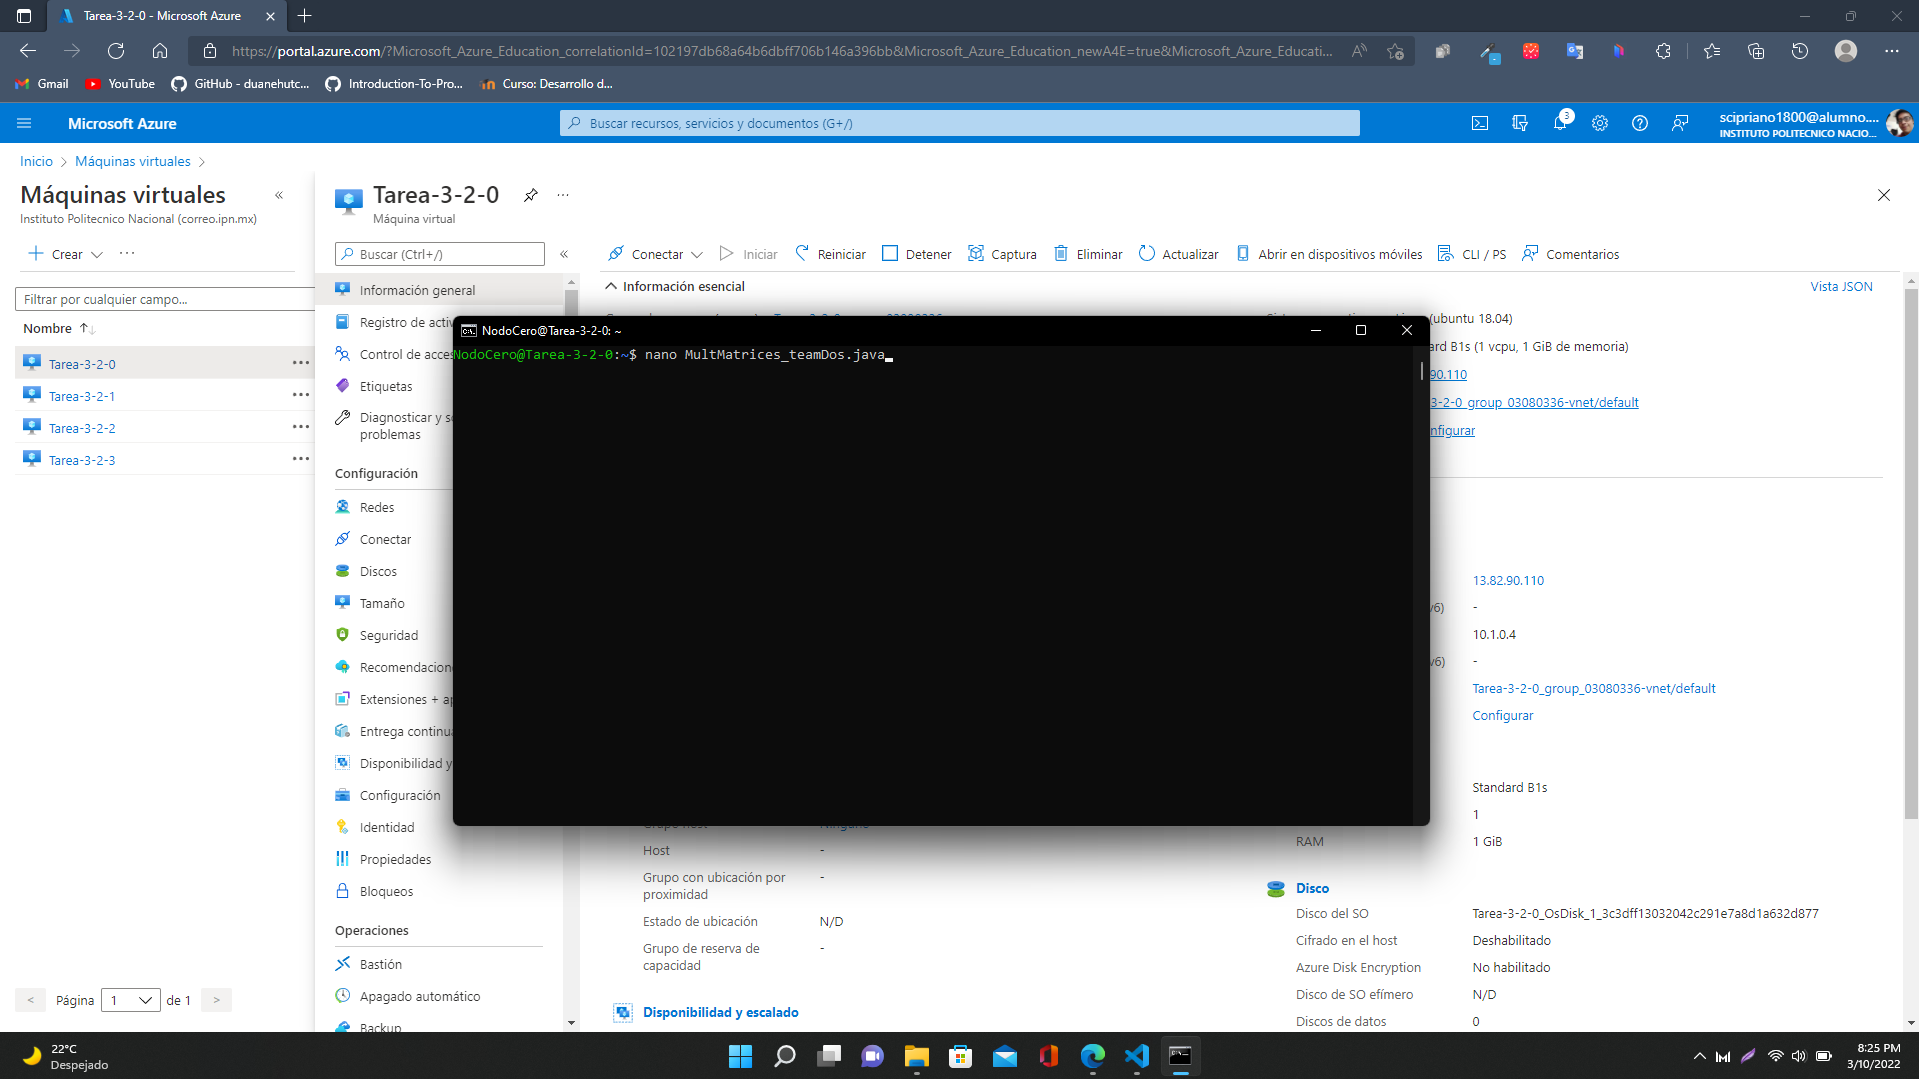 Tarea-3-2-0 - Microsoft Azure
https://portal.azure.com/?Microsoft_Azure_Education_correlationId=102197db68a64b6dbff706b146a396bb&Microsoft_Azure_Education_newA4E=true&Microsoft_Azure_Educati...
Gmail
YouTube
GitHub - duanehutc...
Introduction-To-Pro...
Curso: Desarrollo d...
Microsoft Azure
Buscar recursos, servicios y documentos (G+/)
3
scipriano1800@alumno....
INSTITUTO POLITECNICO NACIO...
Inicio > Máquinas virtuales >
Máquinas virtuales
Instituto Politecnico Nacional (correo.ipn.mx)
Crear
Filtrar por cualquier campo...
Nombre
Tarea-3-2-0
Tarea-3-2-1
Tarea-3-2-2
Tarea-3-2-3
< Página 1 de 1 >
Tarea-3-2-0
Máquina virtual
Buscar (Ctrl+/)
Información general
Registro de activ
Control de acces
Etiquetas
Diagnosticar y so
problemas
Configuración
Redes
Conectar
Discos
Tamaño
Seguridad
Recomendacion
Extensiones + ap
Entrega continua
Disponibilidad y
Configuración
Identidad
Propiedades
Bloqueos
Operaciones
Bastión
Apagado automático
Backup
Conectar
Iniciar
Reiniciar
Detener
Captura
Eliminar
Actualizar
Abrir en dispositivos móviles
CLI / PS
Comentarios
Información esencial
Vista JSON
(ubuntu 18.04)
ard B1s (1 vcpu, 1 GiB de memoria)
90.110
3-2-0_group_03080336-vnet/default
nfigurar
NodoCero@Tarea-3-2-0: ~
NodoCero@Tarea-3-2-0:~$ nano MultMatrices_teamDos.java
13.82.90.110
v6) -
10.1.0.4
v6) -
Tarea-3-2-0_group_03080336-vnet/default
Configurar
Standard B1s
1
RAM 1 GiB
Host -
Grupo con ubicación por
proximidad -
Estado de ubicación N/D
Grupo de reserva de
capacidad -
Disponibilidad y escalado
Disco
Disco del SO Tarea-3-2-0_OsDisk_1_3c3dff13032042c291e7a8d1a632d877
Cifrado en el host Deshabilitado
Azure Disk Encryption No habilitado
Disco de SO efímero N/D
Discos de datos 0
22°C
Despejado
8:25 PM
3/10/2022